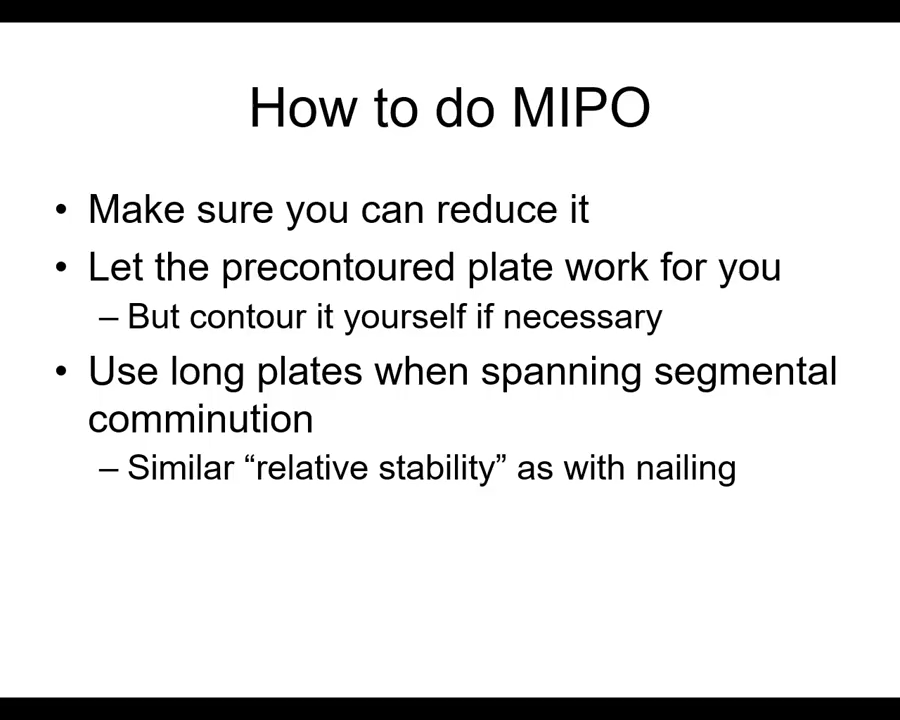 How to do MIPO
• Make sure you can reduce it
• Let the precontoured plate work for you
– But contour it yourself if necessary
• Use long plates when spanning segmental
comminution
– Similar “relative stability” as with nailing